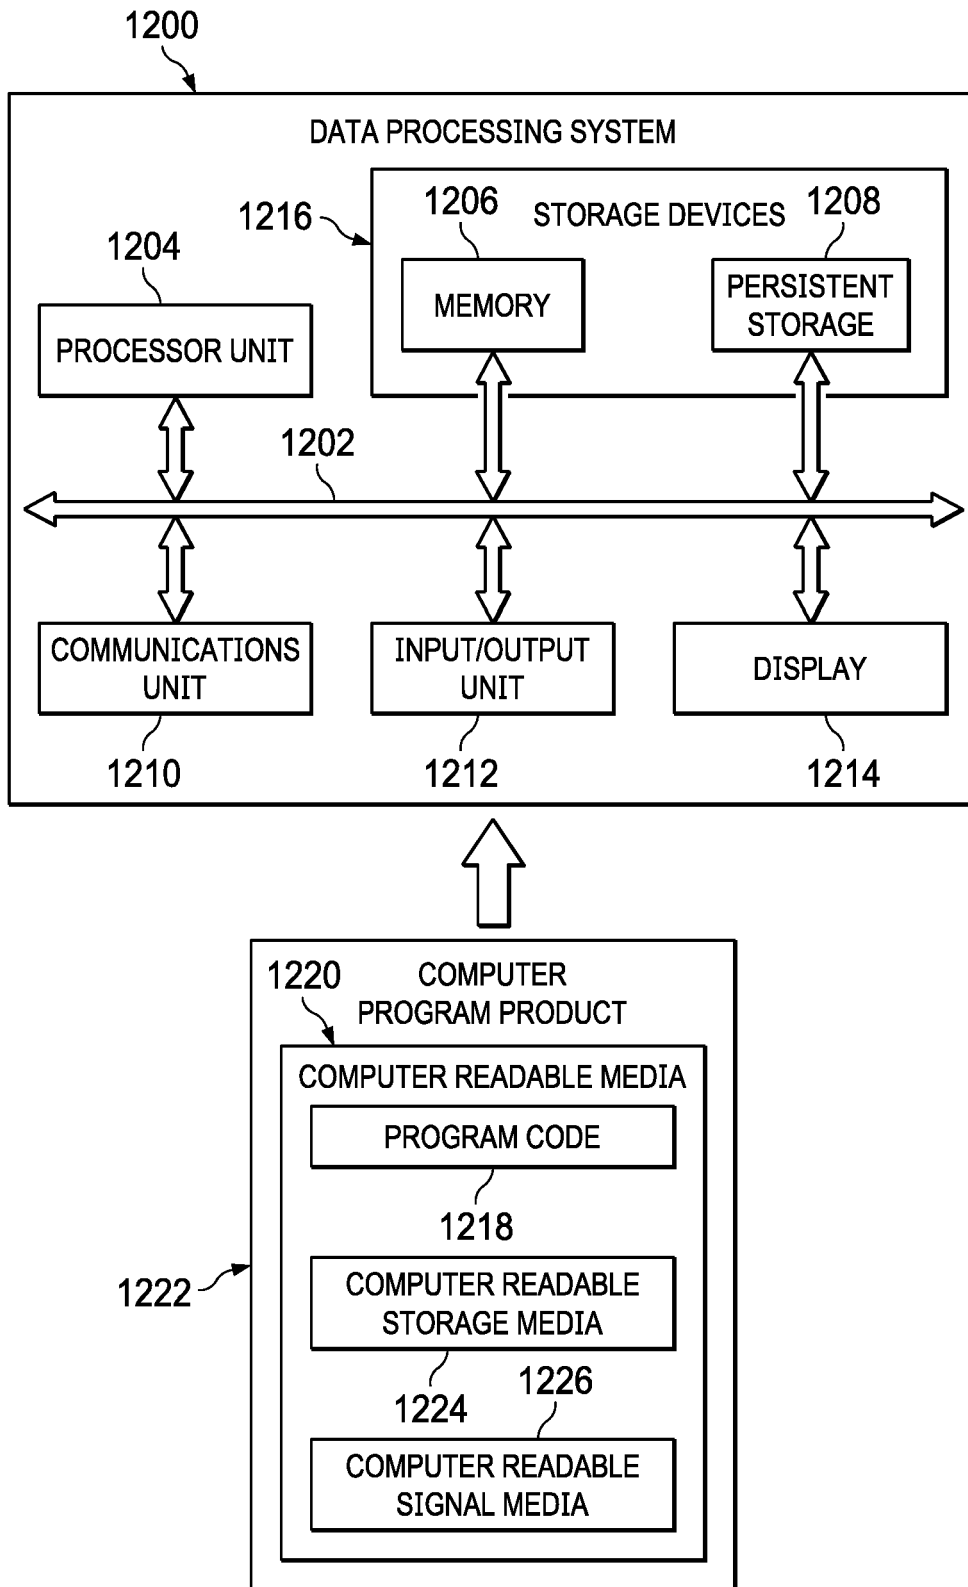 1200
DATA PROCESSING SYSTEM
1216
1206
STORAGE DEVICES
1208
1204
MEMORY
PERSISTENT
STORAGE
PROCESSOR UNIT
1202
COMMUNICATIONS
UNIT
INPUT/OUTPUT
UNIT
DISPLAY
1210
1212
1214
1220
COMPUTER
PROGRAM PRODUCT
COMPUTER READABLE MEDIA
PROGRAM CODE
1218
1222
COMPUTER READABLE
STORAGE MEDIA
1224
1226
COMPUTER READABLE
SIGNAL MEDIA